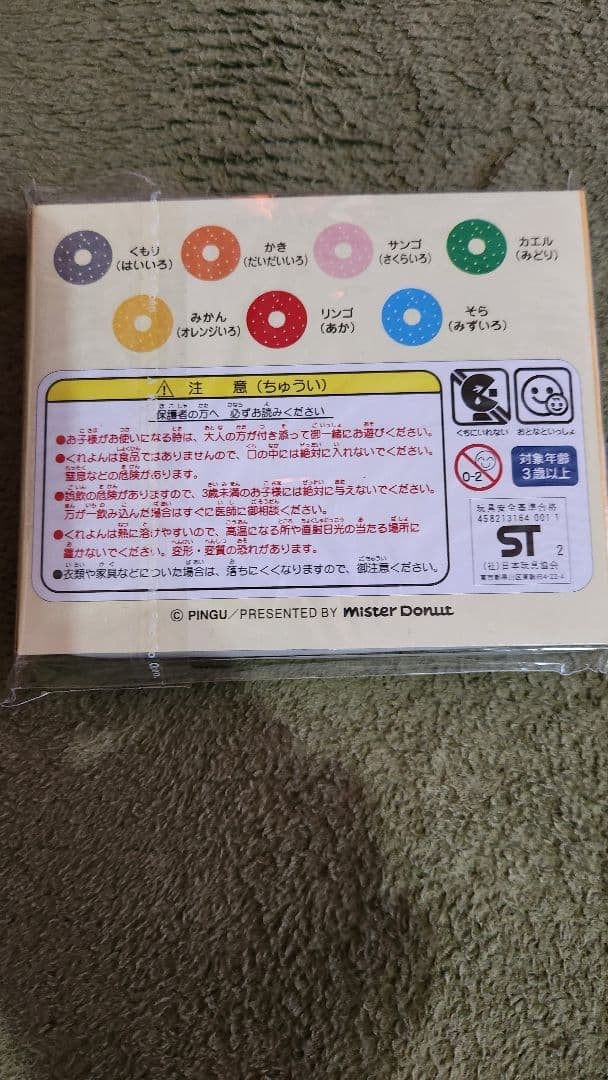 くもり
(はいいろ)
かき
(だいだいいろ)
サンゴ
(さくらいろ)
カエル
(みどり)
みかん
(オレンジいろ)
リンゴ
(あか)
そら
(みずいろ)
注 意(ちゅうい)
保護者の方へ 必ずお読みください
●お子様がお使いになる時は、大人の方が付き添って御一緒にお遊びください。
●くれよんは食品ではありませんので、口の中には絶対に入れないでください。
窒息などの危険があります。
●誤飲の危険がありますので、3歳未満のお子様には絶対に与えないでください。
万が一飲み込んだ場合はすぐに医師に御相談ください。
●くれよんは熱に溶けやすいので、高温になる所や直射日光の当たる場所に
置かないでください。変形・変質の恐れがあります。
●衣類や家具などについた場合は、落ちにくくなりますので、御注意ください。
くちにいれない
おとなといっしょ
0-2
対象年齢
3歳以上
玩具安全基準合格
458213164 001 1
ST
2
(社)日本玩具協会
© PINGU/PRESENTED BY mister Donut